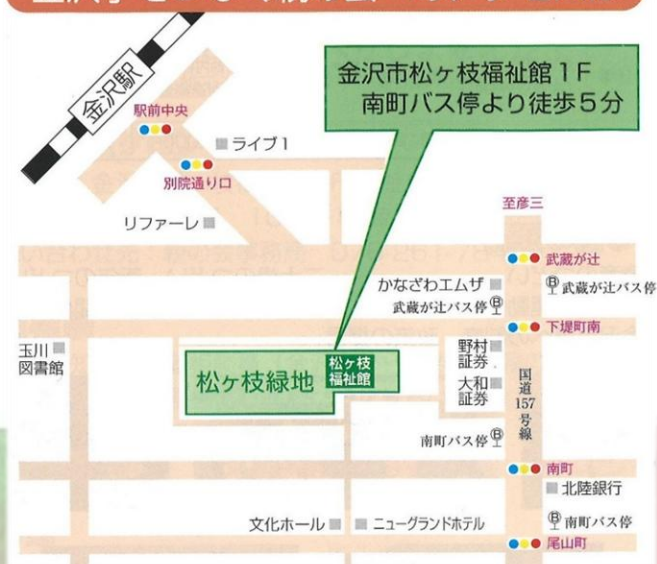 金沢市松ヶ枝福祉館1F
南町バス停より徒歩5分
金沢駅
駅前中央
ライブ1
別院通り口
リファーレ
至彦三
武蔵が辻
かなざわエムザ
武蔵が辻バス停
Ⓑ
Ⓑ
武蔵が辻バス停
下堤町南
玉川
図書館
松ヶ枝緑地
松ヶ枝
福祉館
野村
証券
大和
証券
国道157号線
南町バス停
Ⓑ
南町
北陸銀行
文化ホール
ニューグランドホテル
Ⓑ
南町バス停
尾山町